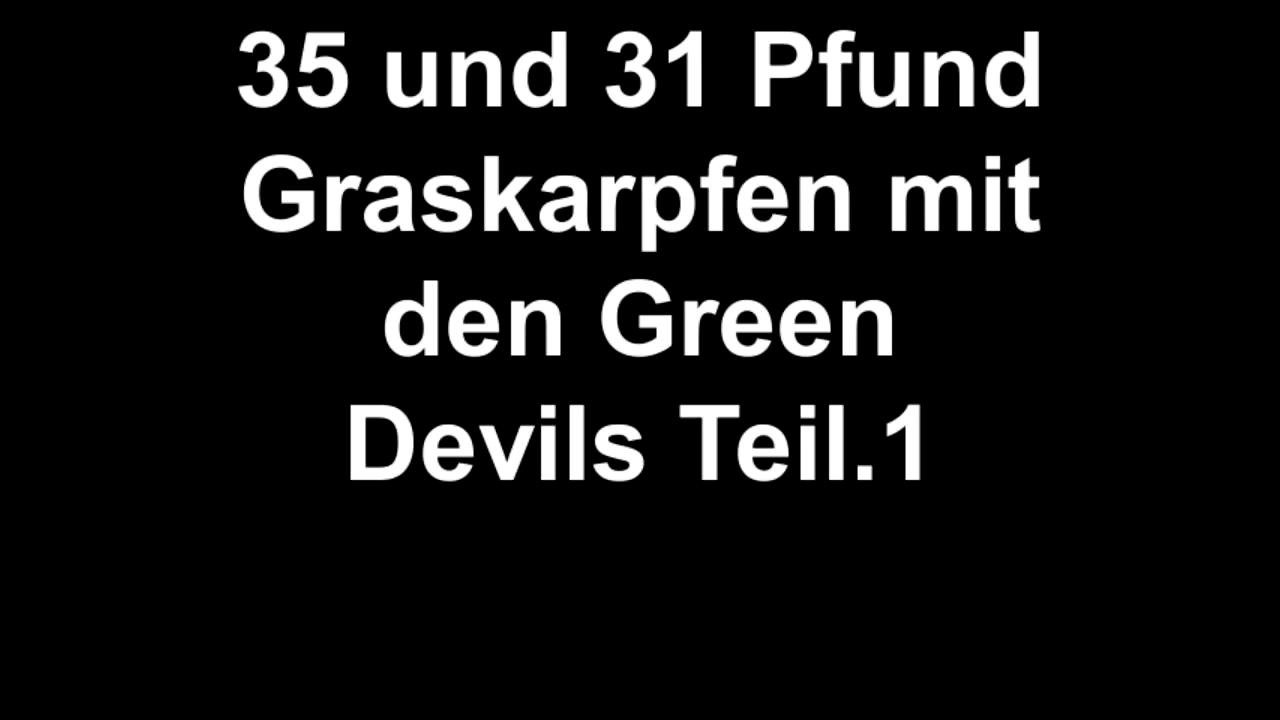 35 und 31 Pfund
Graskarpfen mit
den Green
Devils Teil.1